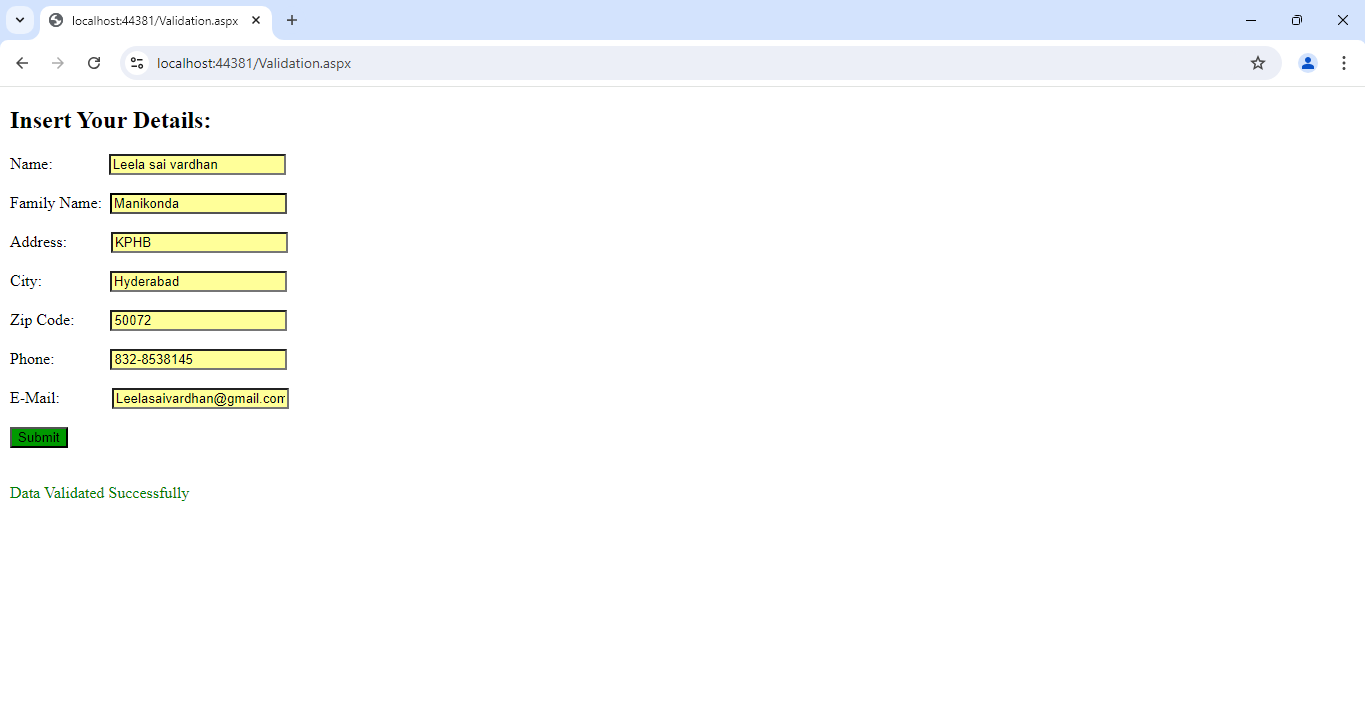 localhost:44381/Validation.aspx
localhost:44381/Validation.aspx
Insert Your Details:
Name: Leela sai vardhan
Family Name: Manikonda
Address: KPHB
City: Hyderabad
Zip Code: 50072
Phone: 832-8538145
E-Mail: Leelasaivardhan@gmail.com
Submit
Data Validated Successfully